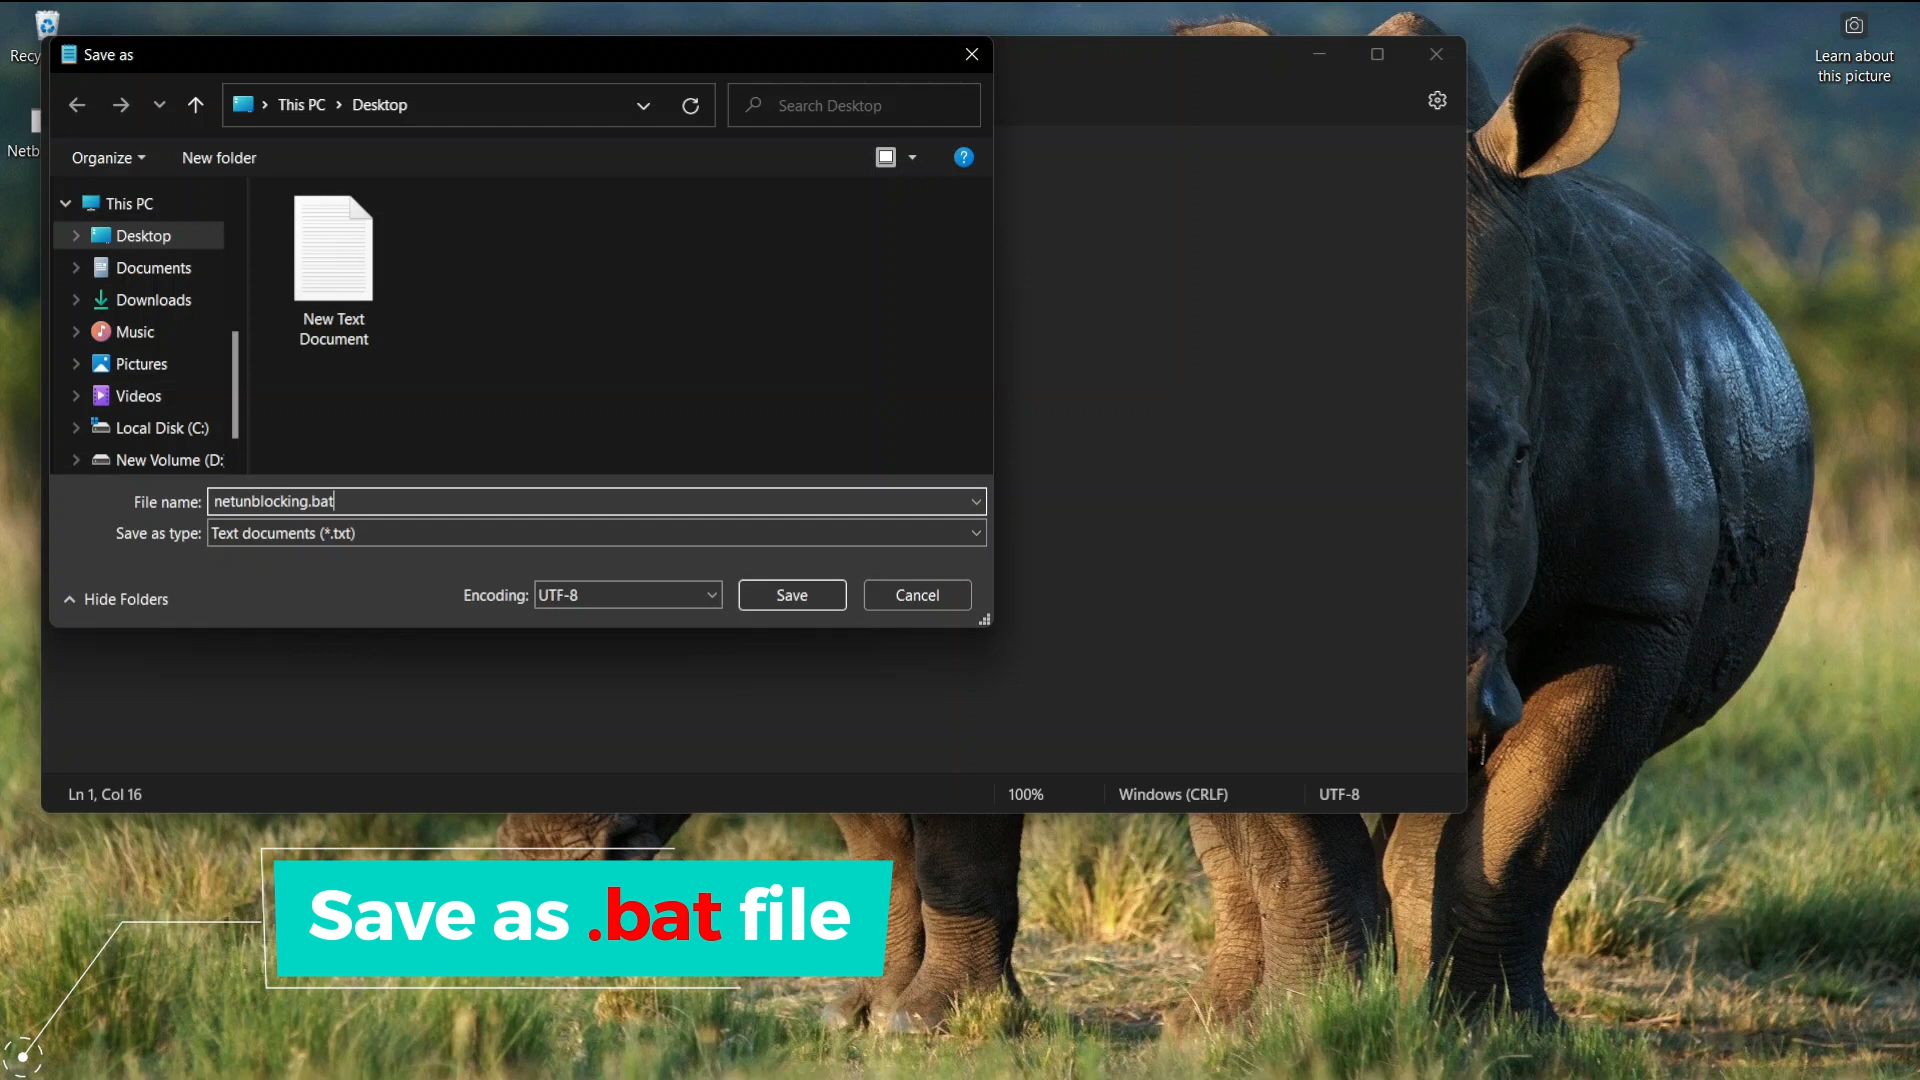 Recy
Netb
Learn about
this picture
Save as
This PC
Desktop
Search Desktop
Organize
New folder
This PC
Desktop
Documents
Downloads
Music
Pictures
Videos
Local Disk (C:)
New Volume (D:
New Text
Document
File name: netunblocking.bat
Save as type: Text documents (*.txt)
Hide Folders
Encoding: UTF-8
Save
Cancel
Ln 1, Col 16
100%
Windows (CRLF)
UTF-8
Save as .bat file